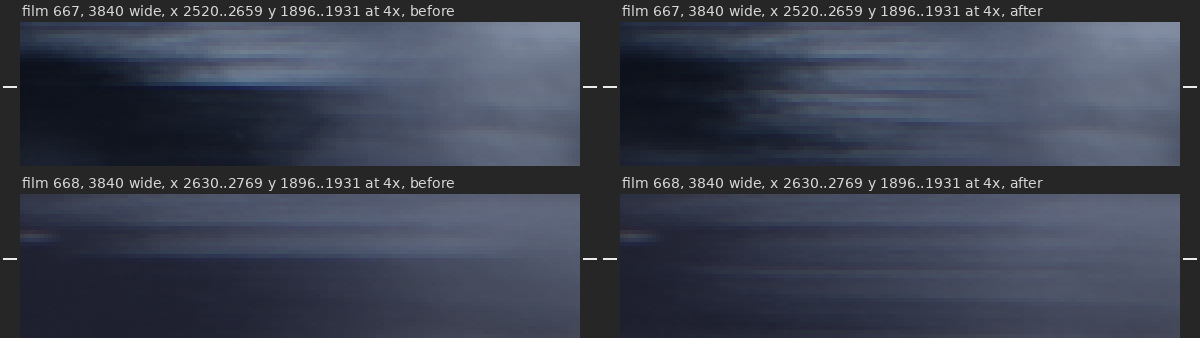 film 667, 3840 wide, x 2520..2659 y 1896..1931 at 4x, before
film 667, 3840 wide, x 2520..2659 y 1896..1931 at 4x, after
film 668, 3840 wide, x 2630..2769 y 1896..1931 at 4x, before
film 668, 3840 wide, x 2630..2769 y 1896..1931 at 4x, after